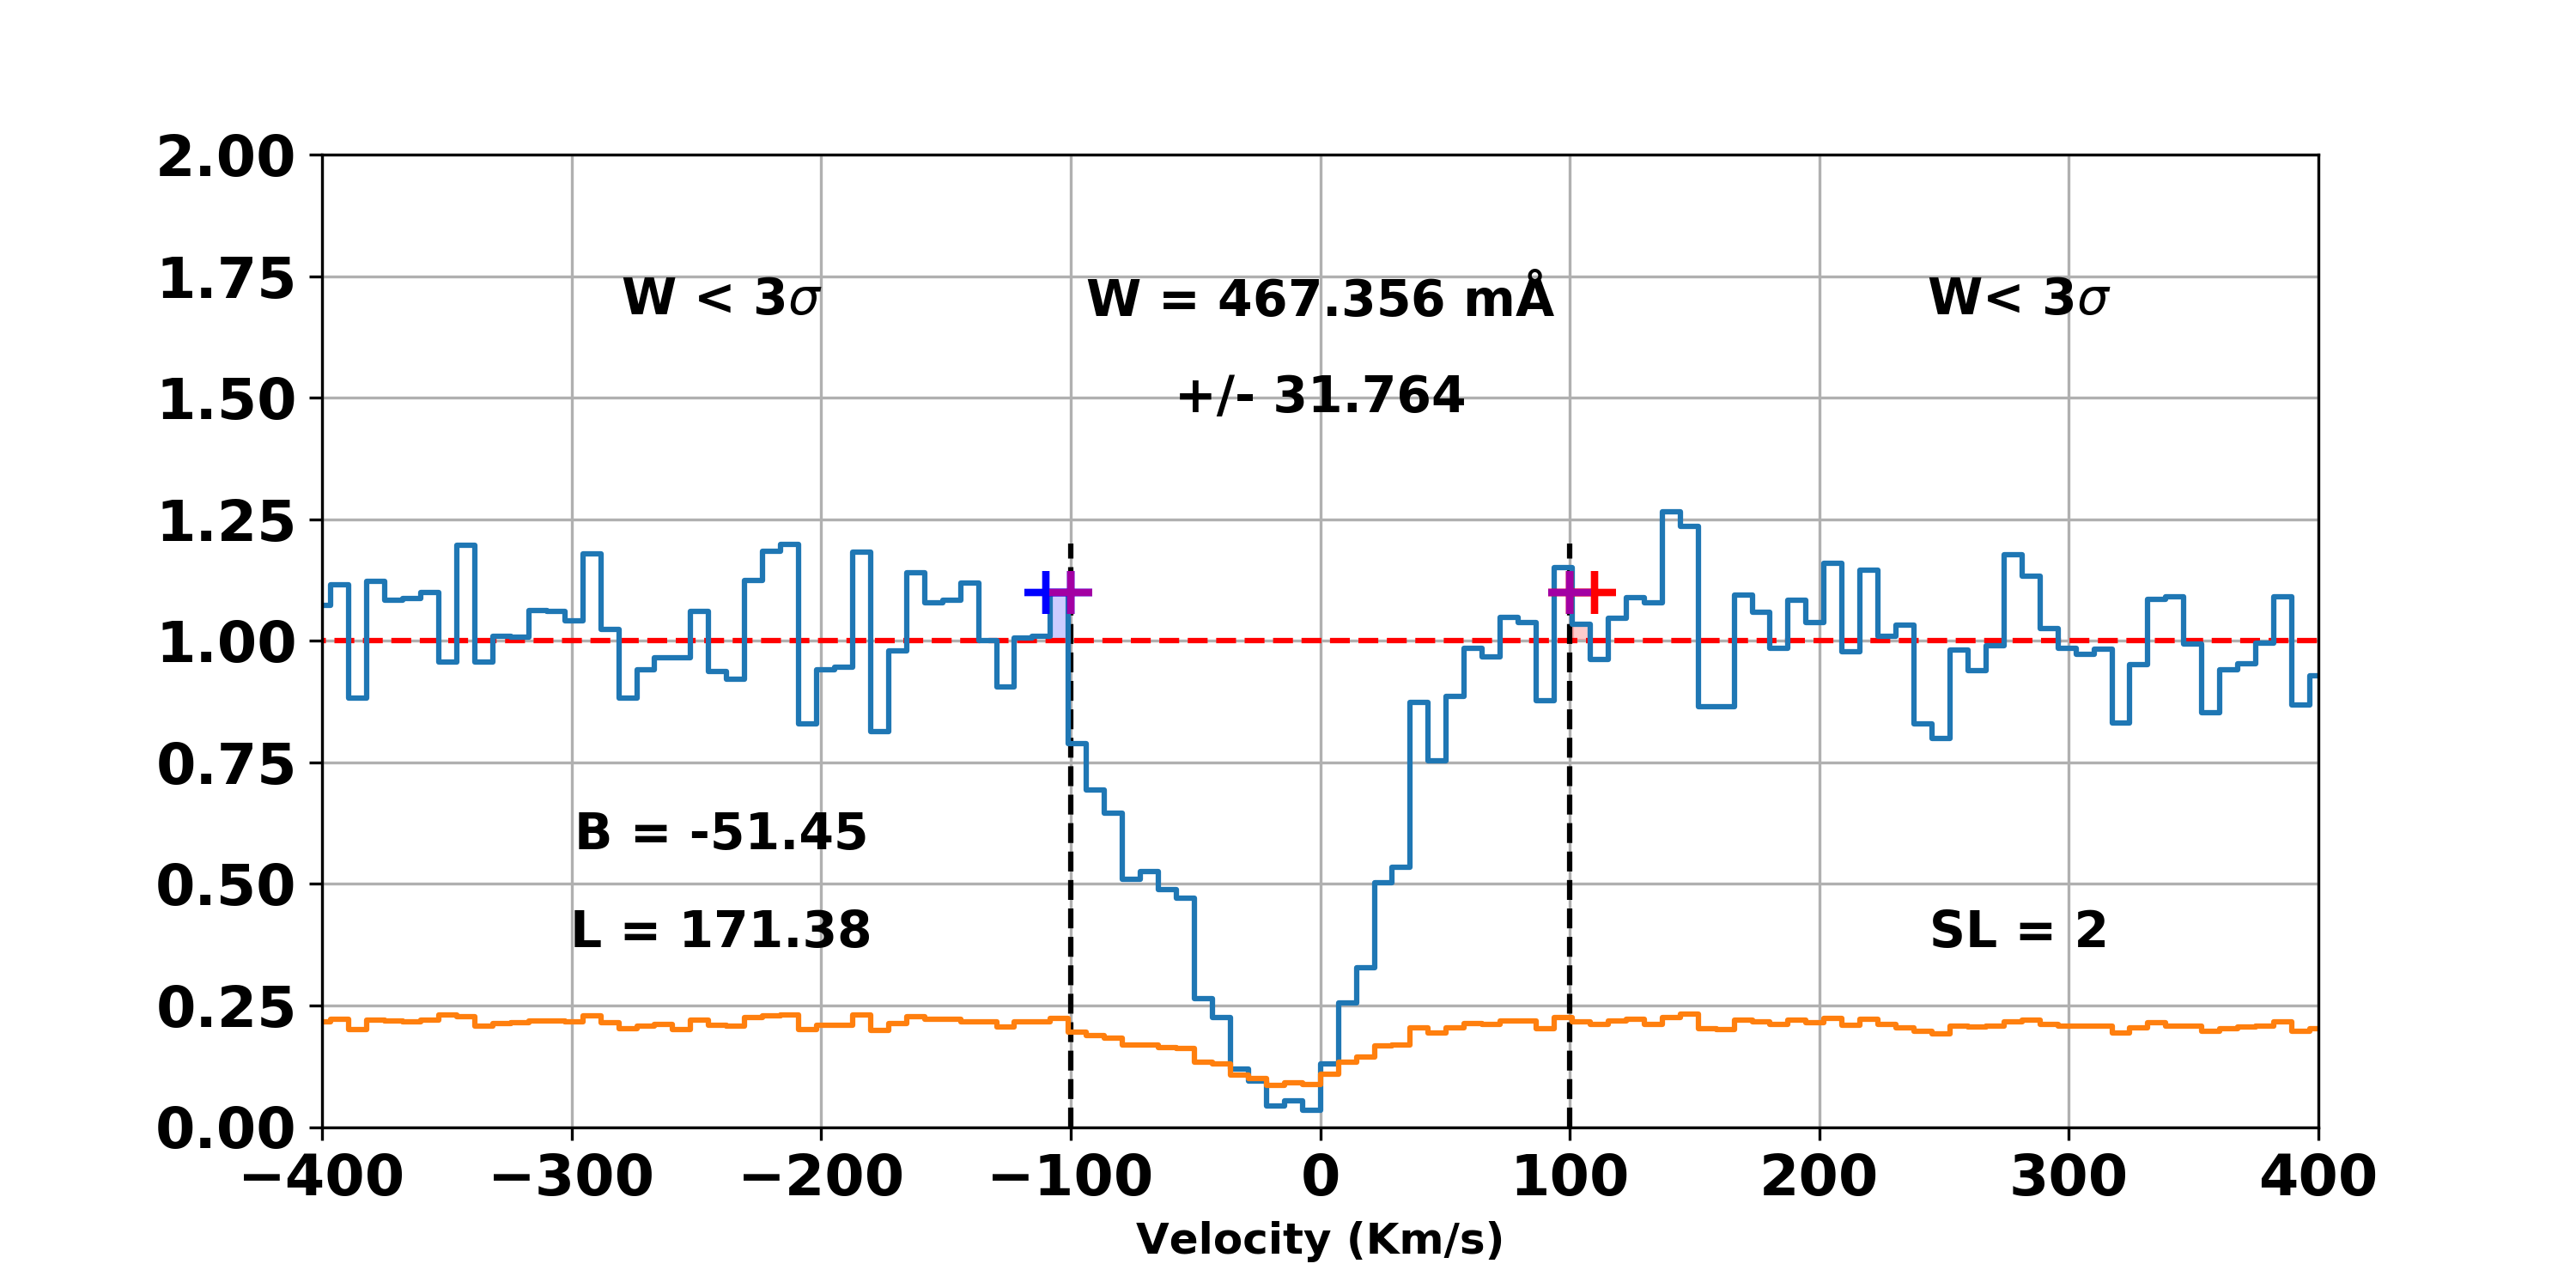 2.00
1.75
W < 3σ
W = 467.356 mÅ
W< 3σ
1.50
+/- 31.764
1.25
1.00
0.75
B = -51.45
0.50
L = 171.38
SL = 2
0.25
0.00
−400 −300 −200 −100 0 100 200 300 400
Velocity (Km/s)